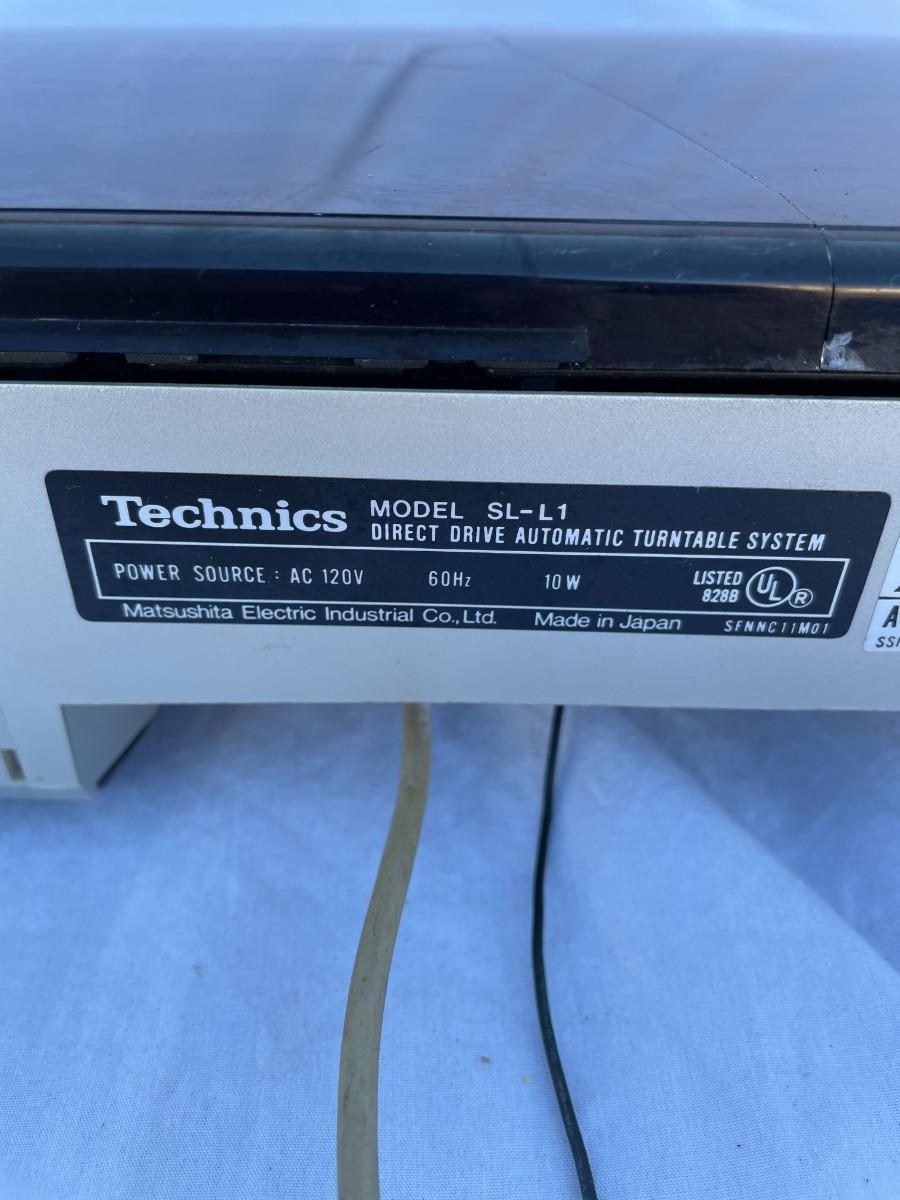 Technics MODEL SL-L1
DIRECT DRIVE AUTOMATIC TURNTABLE SYSTEM
POWER SOURCE : AC 120V 60Hz 10W LISTED 828B UL R
Matsushita Electric Industrial Co., Ltd. Made in Japan SFNNC11M01